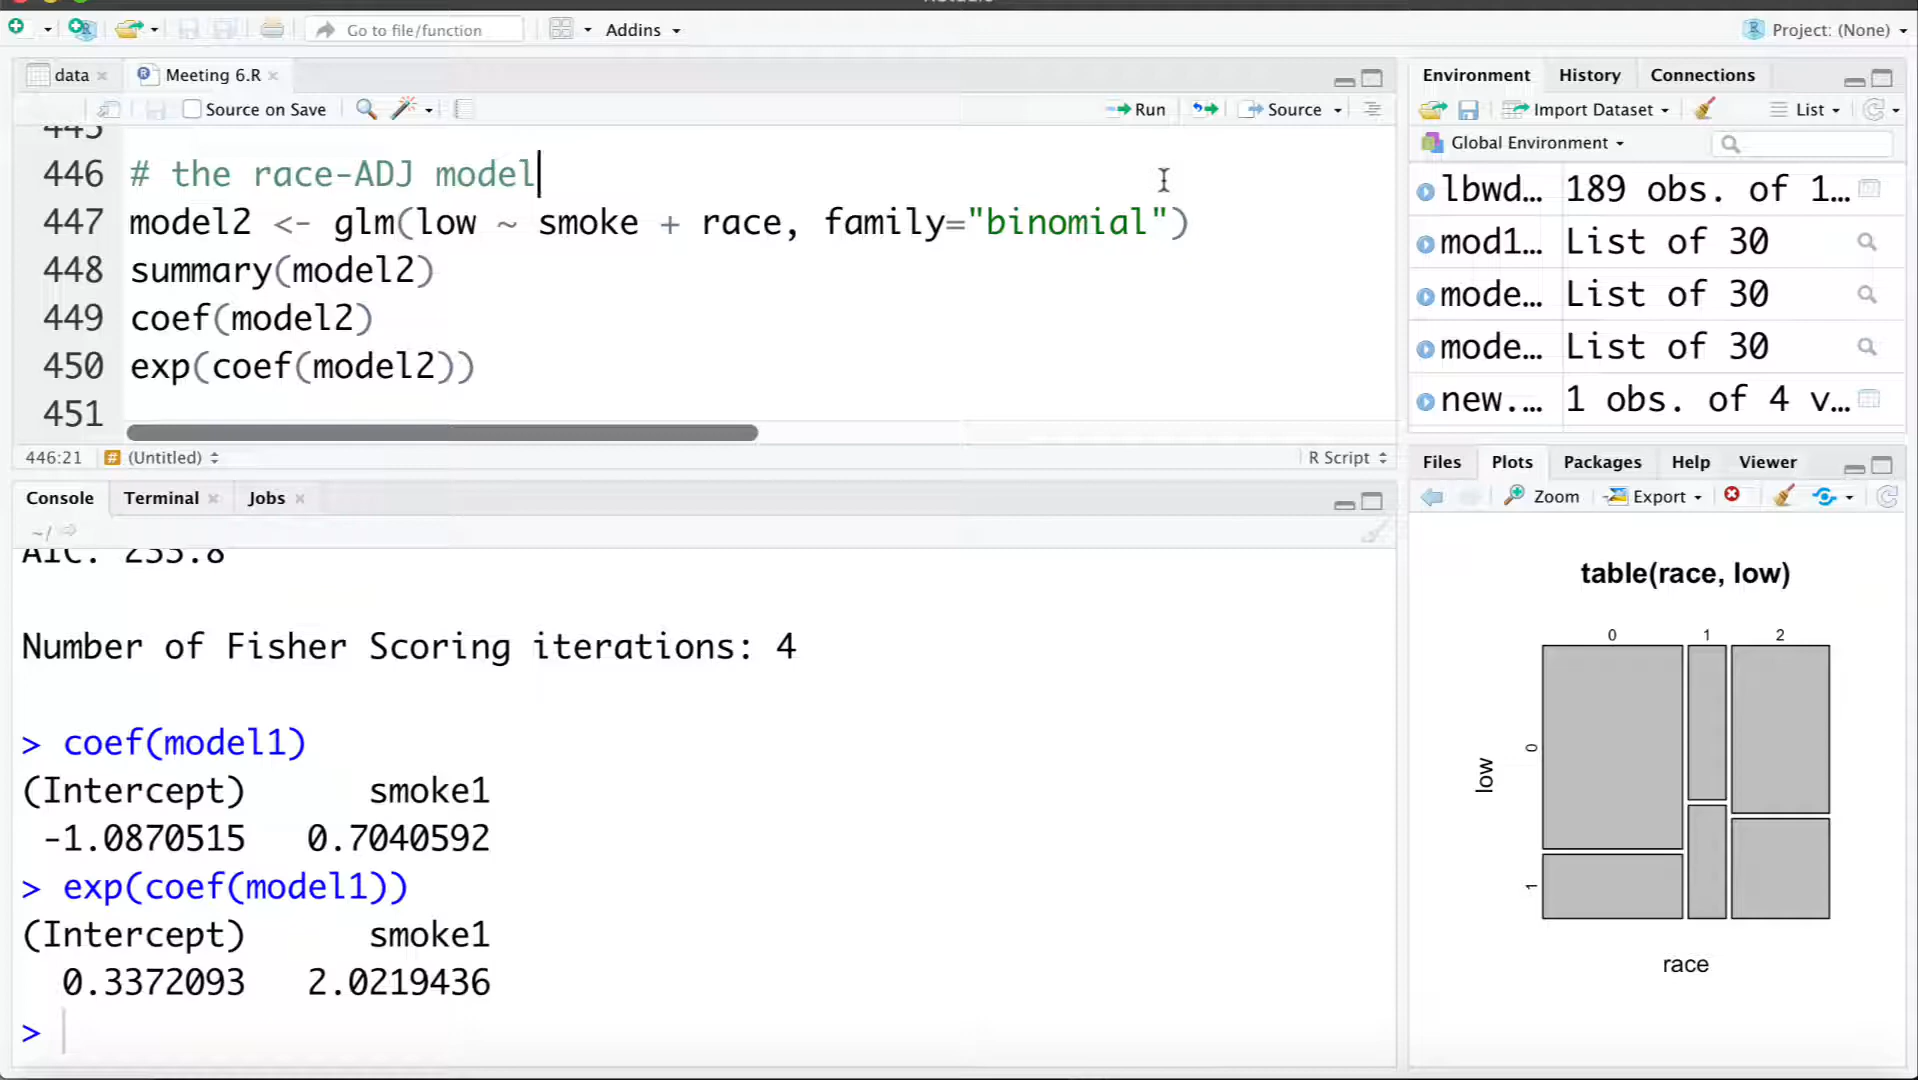 Go to file/function
Addins
Project: (None)
data
Meeting 6.R
Source on Save
Run
Source
445
446 # the race-ADJ model
447 model2 <- glm(low ~ smoke + race, family="binomial")
448 summary(model2)
449 coef(model2)
450 exp(coef(model2))
451
446:21
(Untitled)
R Script
Console
Terminal
Jobs
~/
AIC: 233.8
Number of Fisher Scoring iterations: 4
> coef(model1)
(Intercept) smoke1
-1.0870515 0.7040592
> exp(coef(model1))
(Intercept) smoke1
0.3372093 2.0219436
>
Environment
History
Connections
Import Dataset
List
Global Environment
lbwd… 189 obs. of 1…
mod1… List of 30
mode… List of 30
mode… List of 30
new.… 1 obs. of 4 v…
Files
Plots
Packages
Help
Viewer
Zoom
Export
table(race, low)
0 1 2
0
low
1
race